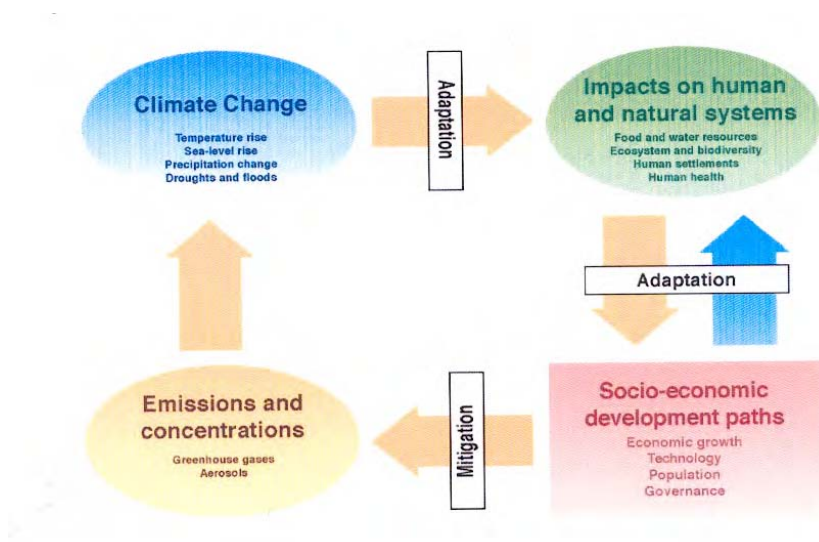 Climate Change
Temperature rise
Sea-level rise
Precipitation change
Droughts and floods
Adaptation
Impacts on human
and natural systems
Food and water resources
Ecosystem and biodiversity
Human settlements
Human health
Adaptation
Emissions and
concentrations
Greenhouse gases
Aerosols
Mitigation
Socio-economic
development paths
Economic growth
Technology
Population
Governance